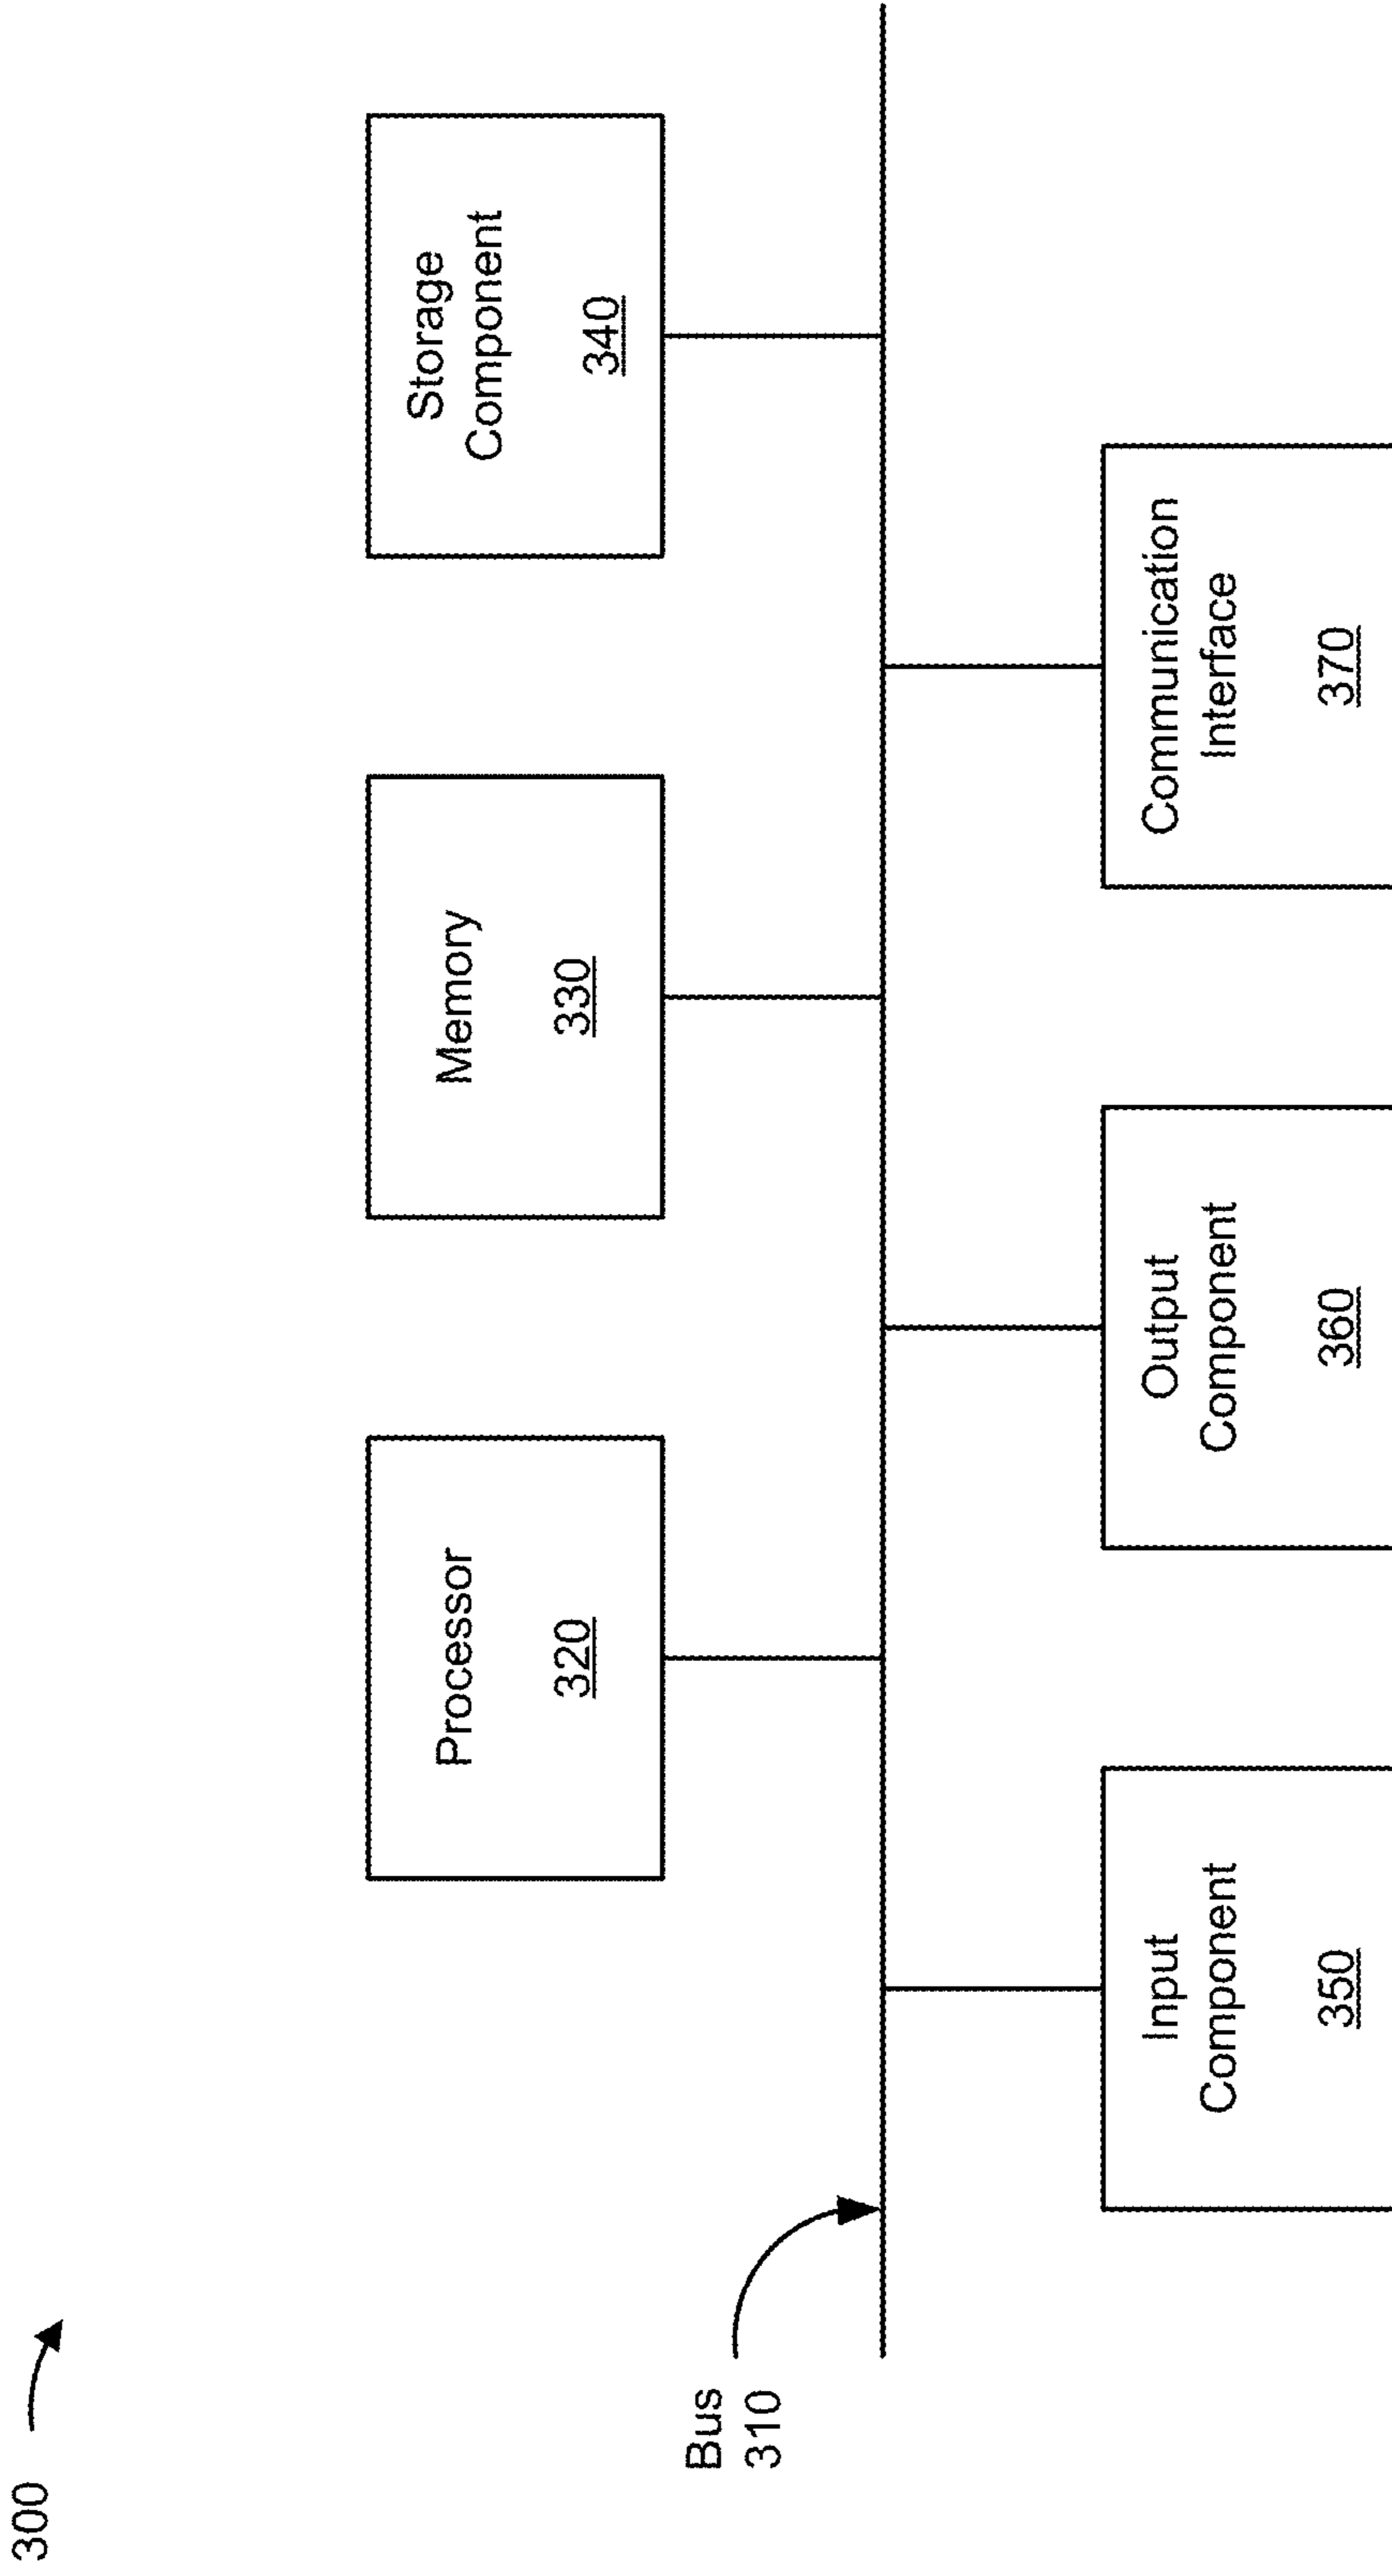 300
Processor
320
Memory
330
Storage
Component
340
Bus
310
Input
Component
350
Output
Component
360
Communication
Interface
370